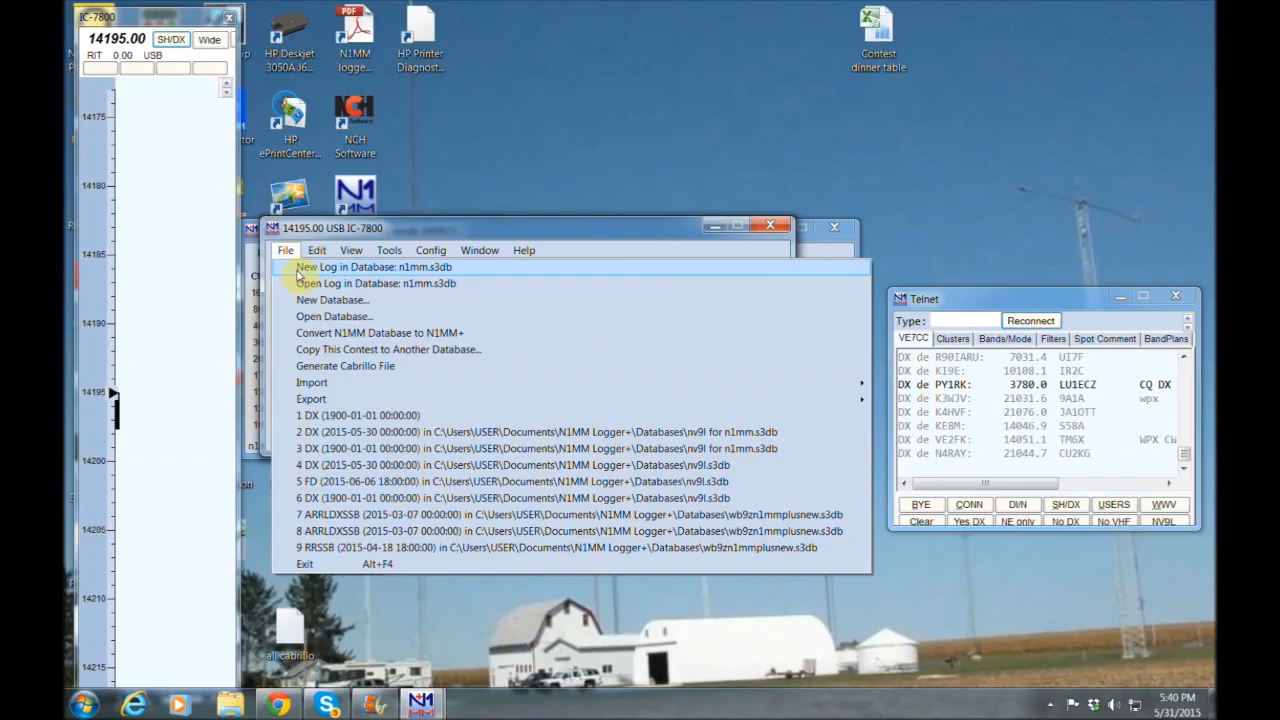 IC-7800
14195.00 SH/DX Wide
RIT 0.00 USB
14175
14180
14185
14190
14195
14200
14205
14210
14215
HP Deskjet
3050A J6...
N1MM
logge...
HP Printer
Diagnost...
Contest
dinner table
HP
ePrintCenter...
NCH
Software
all cabrillo
14195.00 USB IC-7800
File Edit View Tools Config Window Help
New Log in Database: n1mm.s3db
Open Log in Database: n1mm.s3db
New Database...
Open Database...
Convert N1MM Database to N1MM+
Copy This Contest to Another Database...
Generate Cabrillo File
Import
Export
1 DX (1900-01-01 00:00:00)
2 DX (2015-05-30 00:00:00) in C:\Users\USER\Documents\N1MM Logger+\Databases\nv9l for n1mm.s3db
3 DX (1900-01-01 00:00:00) in C:\Users\USER\Documents\N1MM Logger+\Databases\nv9l for n1mm.s3db
4 DX (2015-05-30 00:00:00) in C:\Users\USER\Documents\N1MM Logger+\Databases\nv9l.s3db
5 FD (2015-06-06 18:00:00) in C:\Users\USER\Documents\N1MM Logger+\Databases\nv9l.s3db
6 DX (1900-01-01 00:00:00) in C:\Users\USER\Documents\N1MM Logger+\Databases\nv9l.s3db
7 ARRLDXSSB (2015-03-07 00:00:00) in C:\Users\USER\Documents\N1MM Logger+\Databases\wb9zn1mmplusnew.s3db
8 ARRLDXSSB (2015-03-07 00:00:00) in C:\Users\USER\Documents\N1MM Logger+\Databases\wb9zn1mmplusnew.s3db
9 RRSSB (2015-04-18 18:00:00) in C:\Users\USER\Documents\N1MM Logger+\Databases\wb9zn1mmplusnew.s3db
Exit Alt+F4
Telnet
Type: Reconnect
VE7CC Clusters Bands/Mode Filters Spot Comment BandPlans
DX de R90IARU: 7031.4 UI7F
DX de KI9E: 10108.1 IR2C
DX de PY1RK: 3780.0 LU1ECZ CQ DX
DX de K3WJV: 21031.6 9A1A wpx
DX de K4HVF: 21076.0 JA1OTT
DX de KE8M: 14046.9 S58A
DX de VE2FK: 14051.1 TM6X WPX CW
DX de N4RAY: 21044.7 CU2KG
BYE CONN DI/N SH/DX USERS WWV
Clear Yes DX NE only No DX No VHF NV9L
5:40 PM
5/31/2015